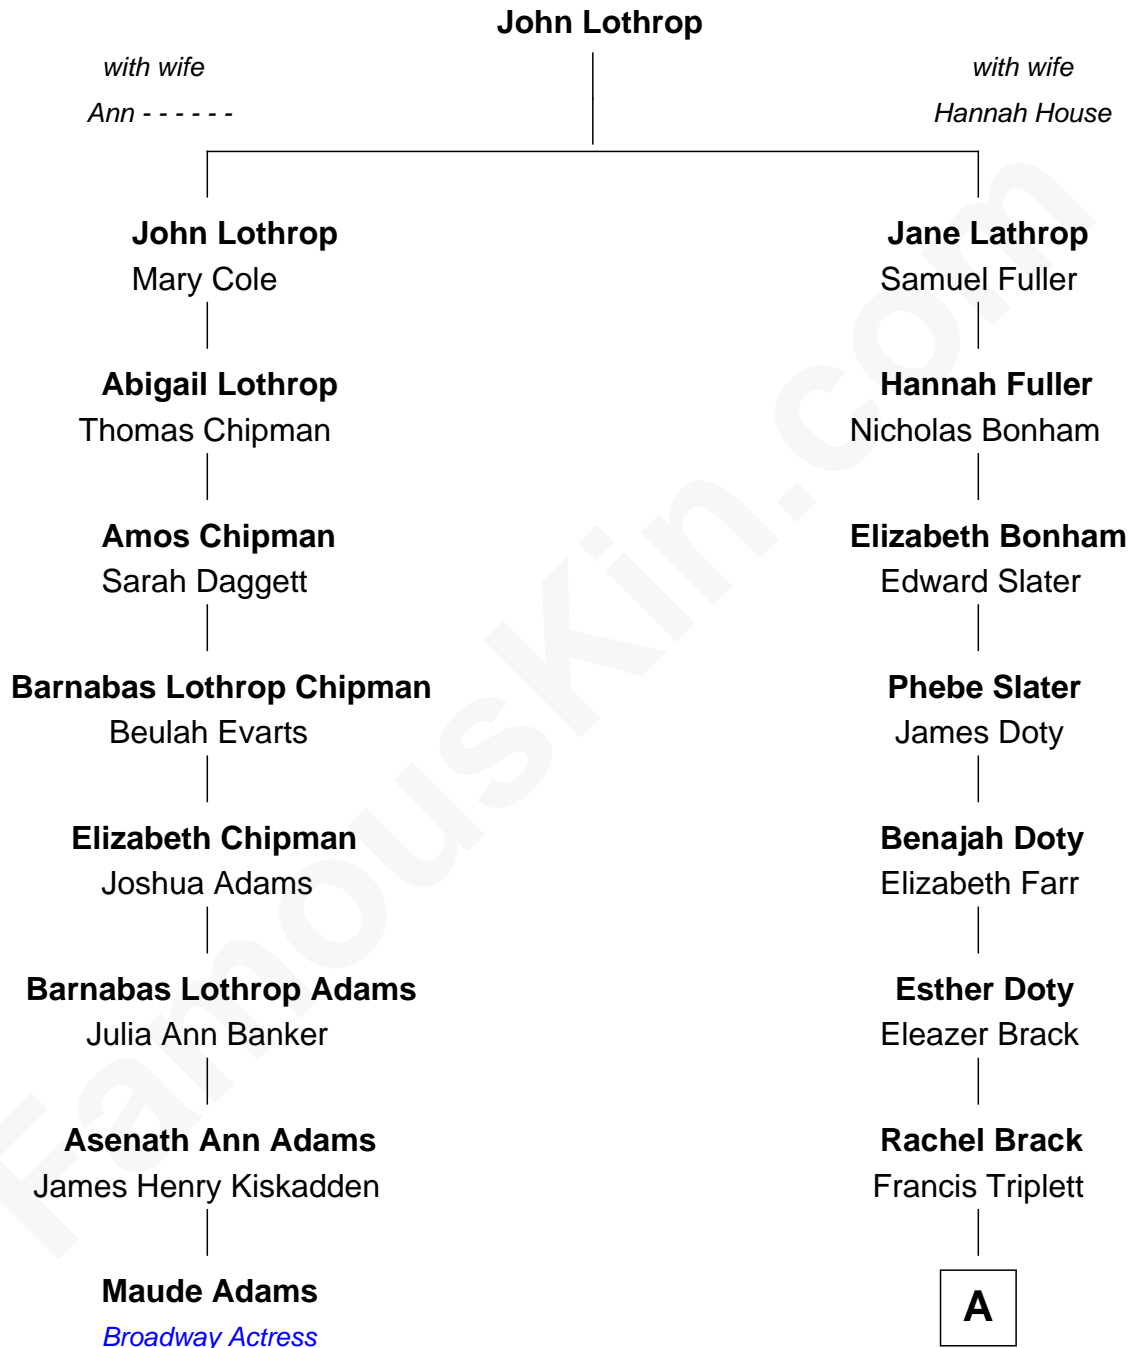 John Lothrop
with wife
Ann - - - - - -
with wife
Hannah House
John Lothrop
Mary Cole
Abigail Lothrop
Thomas Chipman
Amos Chipman
Sarah Daggett
Barnabas Lothrop Chipman
Beulah Evarts
Elizabeth Chipman
Joshua Adams
Barnabas Lothrop Adams
Julia Ann Banker
Asenath Ann Adams
James Henry Kiskadden
Maude Adams
Broadway Actress
Jane Lathrop
Samuel Fuller
Hannah Fuller
Nicholas Bonham
Elizabeth Bonham
Edward Slater
Phebe Slater
James Doty
Benajah Doty
Elizabeth Farr
Esther Doty
Eleazer Brack
Rachel Brack
Francis Triplett
A
FamousKin.com